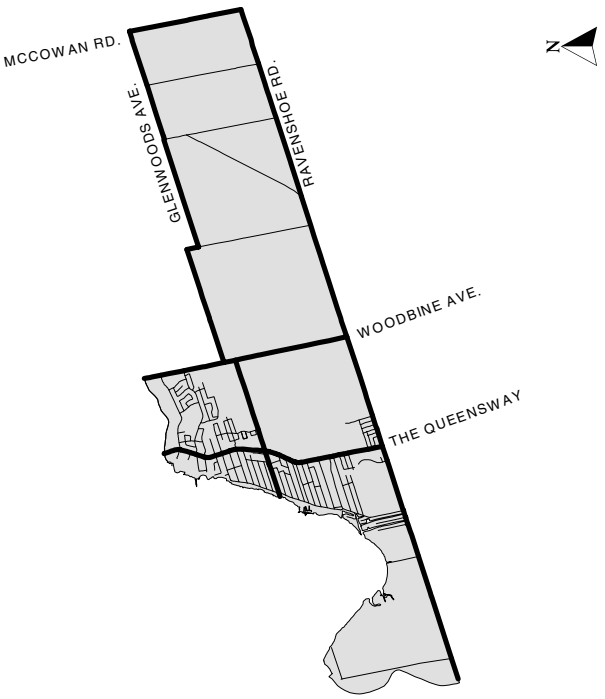 MCCOWAN RD.
N
GLENWOODS AVE.
RAVENSHOE RD.
WOODBINE AVE.
THE QUEENSWAY